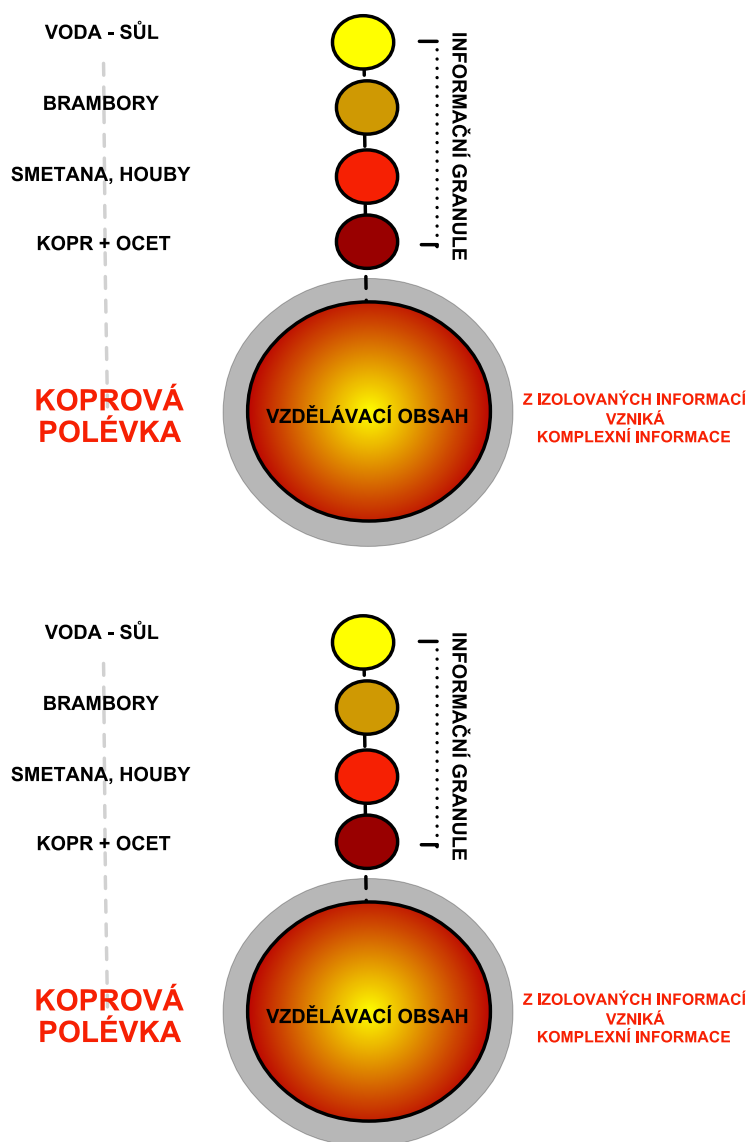 VODA - SŮL
BRAMBORY
SMETANA, HOUBY
KOPR + OCET
INFORMAČNÍ GRANULE
KOPROVÁ
POLÉVKA
VZDĚLÁVACÍ OBSAH
Z IZOLOVANÝCH INFORMACÍ
VZNIKÁ
KOMPLEXNÍ INFORMACE
VODA - SŮL
BRAMBORY
SMETANA, HOUBY
KOPR + OCET
INFORMAČNÍ GRANULE
KOPROVÁ
POLÉVKA
VZDĚLÁVACÍ OBSAH
Z IZOLOVANÝCH INFORMACÍ
VZNIKÁ
KOMPLEXNÍ INFORMACE